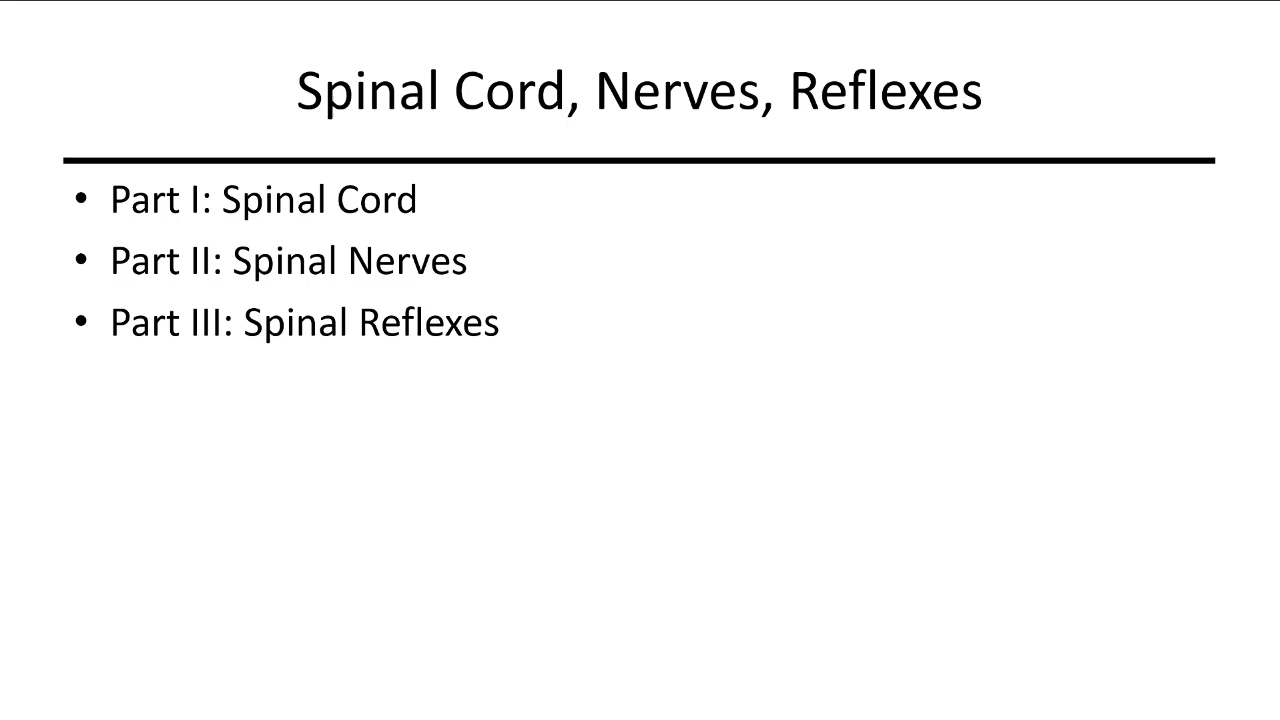 Spinal Cord, Nerves, Reflexes
• Part I: Spinal Cord
• Part II: Spinal Nerves
• Part III: Spinal Reflexes